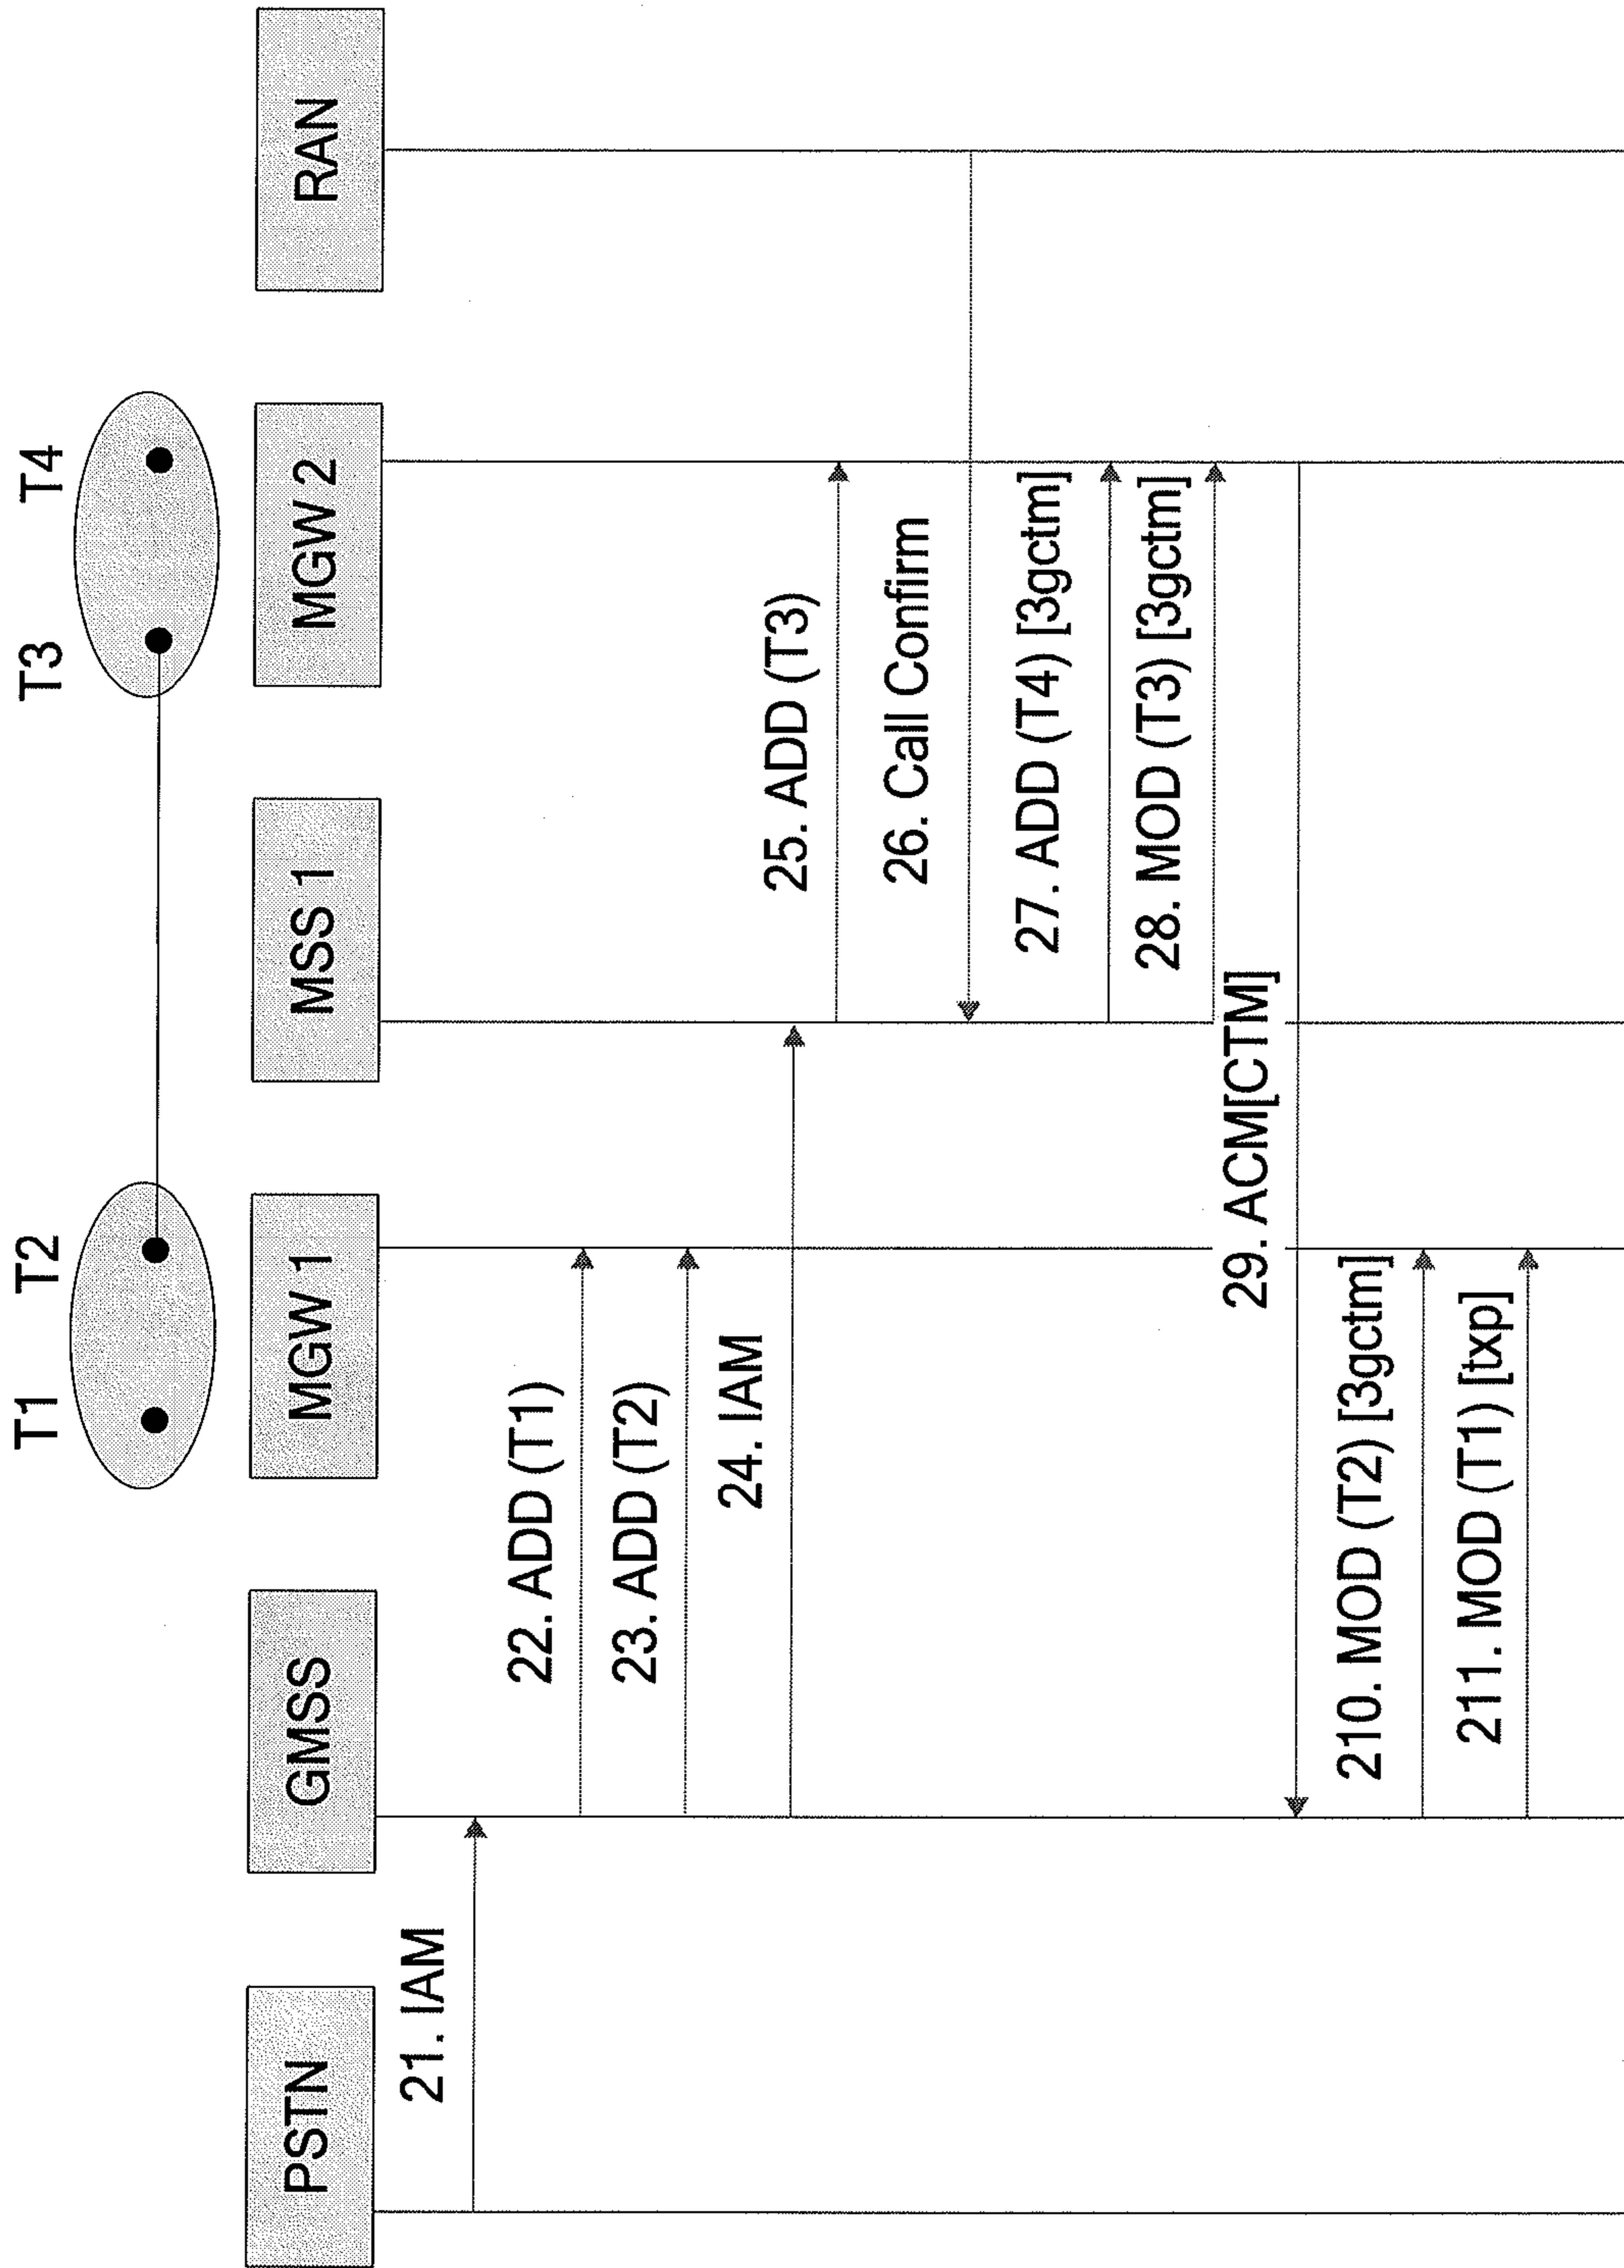 T1 T2 T3 T4
PSTN GMSS MGW 1 MSS 1 MGW 2 RAN
21. IAM
22. ADD (T1)
23. ADD (T2)
24. IAM
25. ADD (T3)
26. Call Confirm
27. ADD (T4) [3gctm]
28. MOD (T3) [3gctm]
29. ACM[CTM]
210. MOD (T2) [3gctm]
211. MOD (T1) [txp]